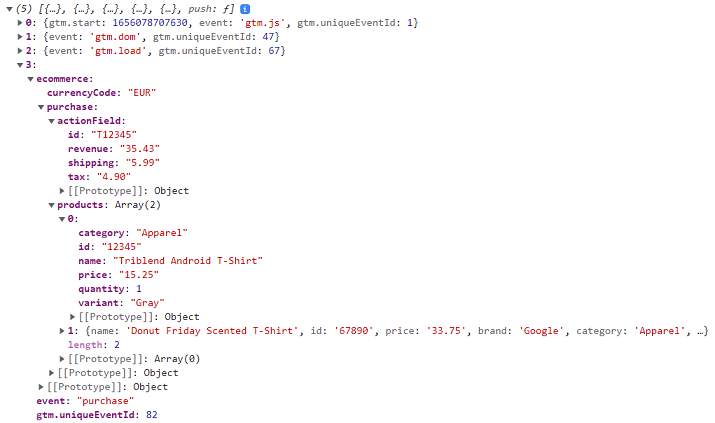 (5) [{…}, {…}, {…}, {…}, {…}, push: ƒ] i
0: {gtm.start: 1656078707630, event: 'gtm.js', gtm.uniqueEventId: 1}
1: {event: 'gtm.dom', gtm.uniqueEventId: 47}
2: {event: 'gtm.load', gtm.uniqueEventId: 67}
3:
ecommerce:
currencyCode: "EUR"
purchase:
actionField:
id: "T12345"
revenue: "35.43"
shipping: "5.99"
tax: "4.90"
[[Prototype]]: Object
products: Array(2)
0:
category: "Apparel"
id: "12345"
name: "Triblend Android T-Shirt"
price: "15.25"
quantity: 1
variant: "Gray"
[[Prototype]]: Object
1: {name: 'Donut Friday Scented T-Shirt', id: '67890', price: '33.75', brand: 'Google', category: 'Apparel', …}
length: 2
[[Prototype]]: Array(0)
[[Prototype]]: Object
[[Prototype]]: Object
event: "purchase"
gtm.uniqueEventId: 82